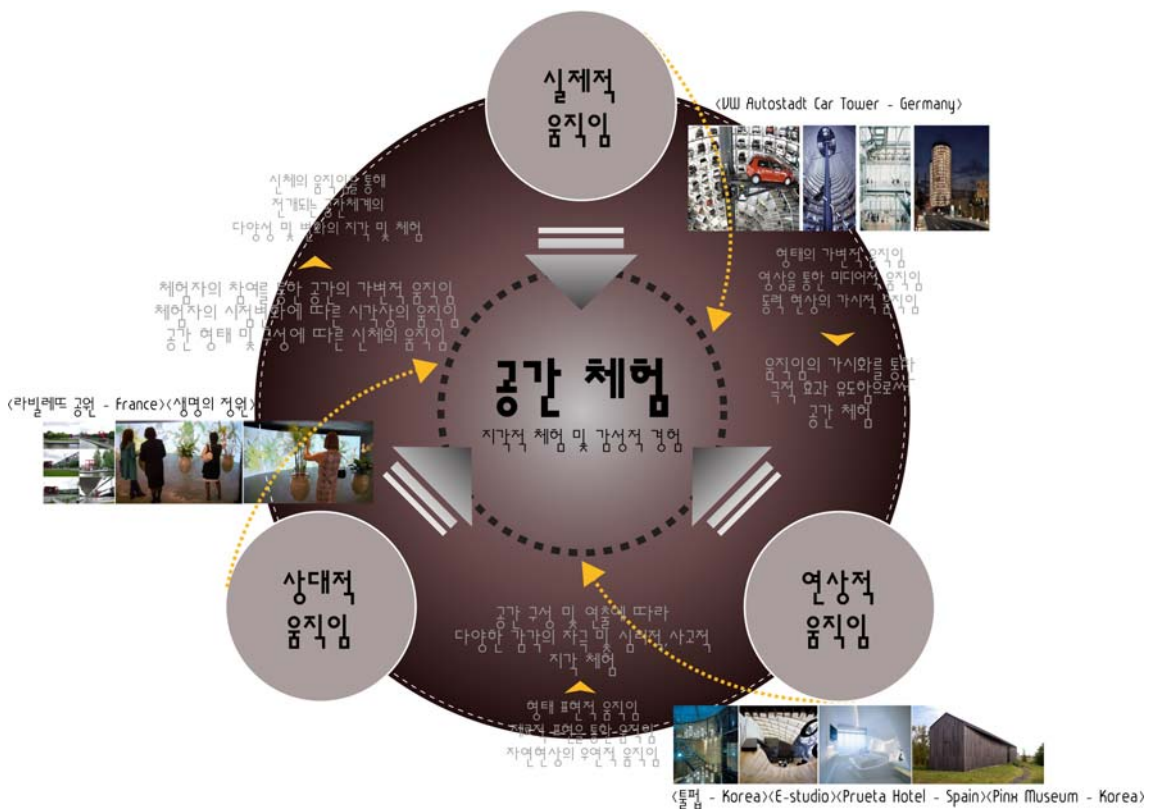 실제적
움직임
<VW Autostadt Car Tower - Germany>
신체의 움직임을 통해
전개되는 공간체계의
다양성 및 변화의 지각 및 체험
체험자의 참여를 통한 공간의 가변적 움직임
체험자의 시점변화에 따른 시각상의 움직임
공간 형태 및 구성에 따른 신체의 움직임
형태의 가변적 움직임
영상을 통한 미디어적 움직임
동력 현상의 가시적 움직임
움직임의 가시화를 통한
극적 효과 유도함으로써
공간 체험
공간 체험
지각적 체험 및 감성적 경험
<라빌레뜨 공원 - France><생명의 정원>
상대적
움직임
연상적
움직임
공간 구성 및 연출에 따라
다양한 감각의 자극 및 심리적,사고적
지각 체험
형태 표현적 움직임
재료적 표현을 통한 움직임
자연현상의 우연적 움직임
<툴펍 - Korea><E-studio><Prueta Hotel - Spain><Pinx Museum - Korea>